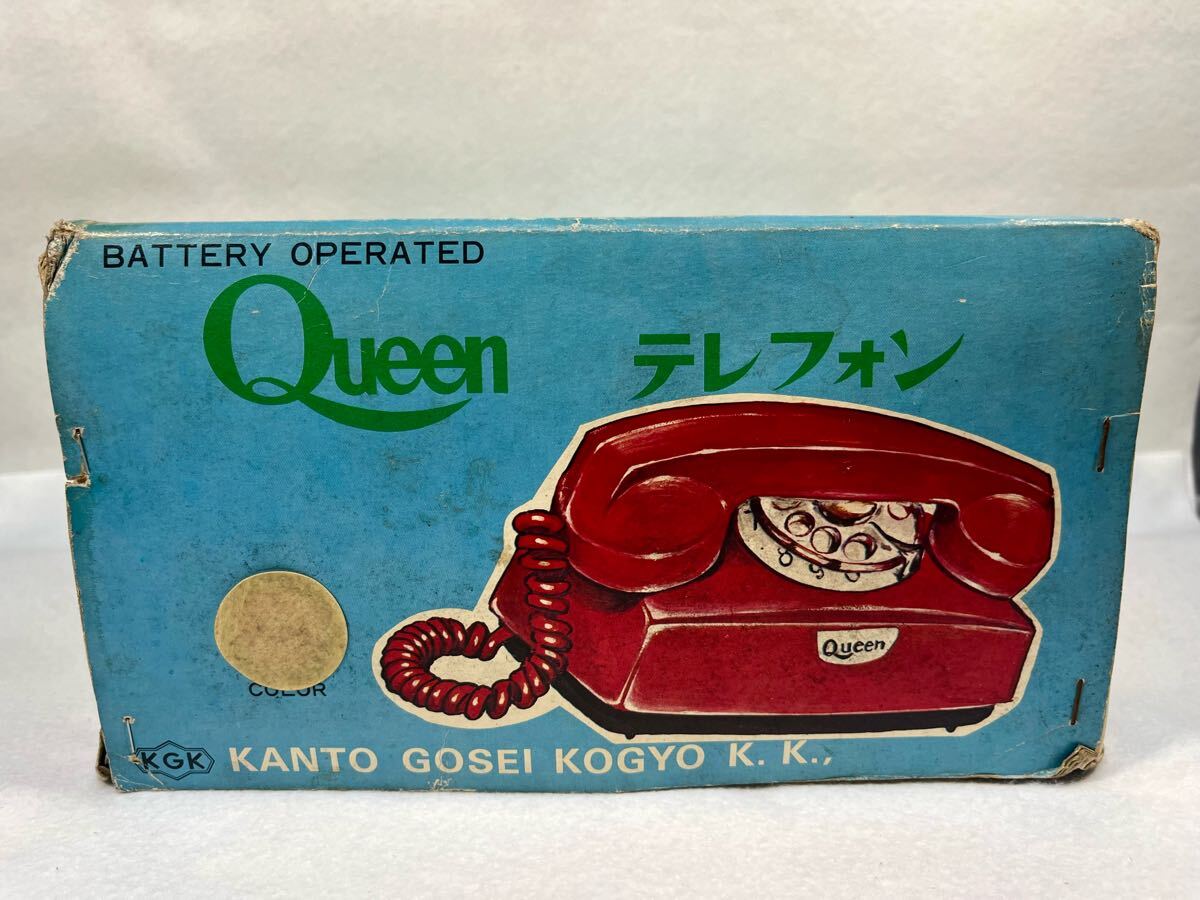 BATTERY OPERATED
Queen テレフォン
Queen
COLOR
KGK KANTO GOSEI KOGYO K. K.,